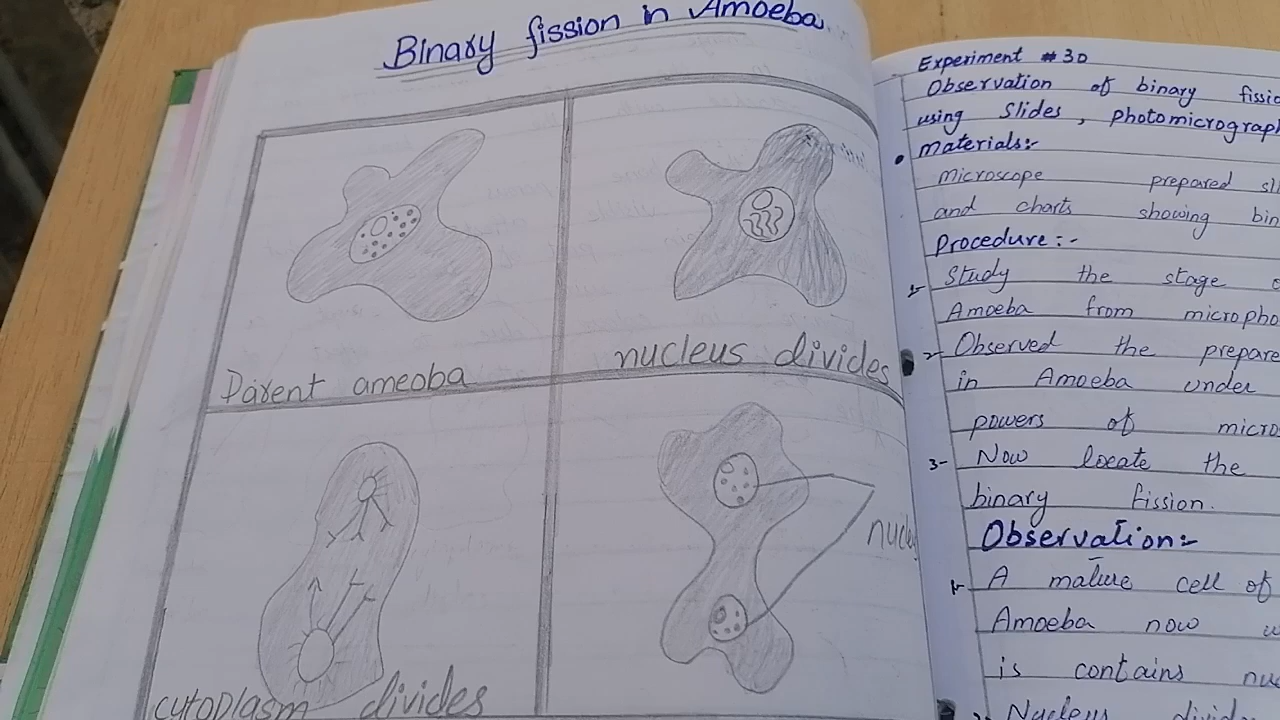 Binary fission in Amoeba
Parent ameoba
nucleus divides
cytoplasm divides
Experiment #30
Observation of binary
using slides, photomicrograph
materials:-
microscope prepared
and charts showing
Procedure:-
1- Study the stage
Amoeba from
2- Observed the
in Amoeba under
powers of
3- Now locate the
binary fission.
Observation:-
1- A mature cell of
Amoeba now
is contains
Nucleus